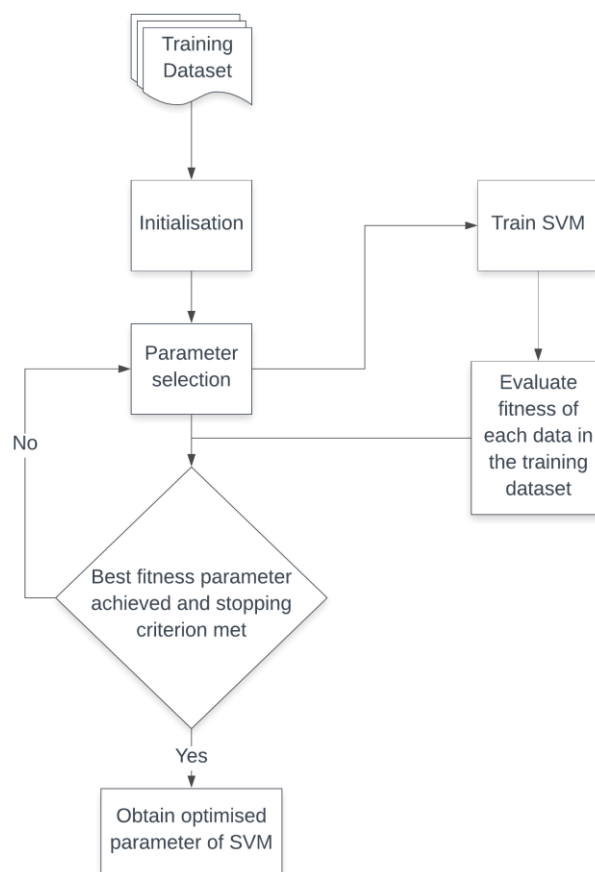 Training
Dataset
Initialisation
Train SVM
Parameter
selection
Evaluate
fitness of
each data in
the training
dataset
No
Best fitness parameter
achieved and stopping
criterion met
Yes
Obtain optimised
parameter of SVM